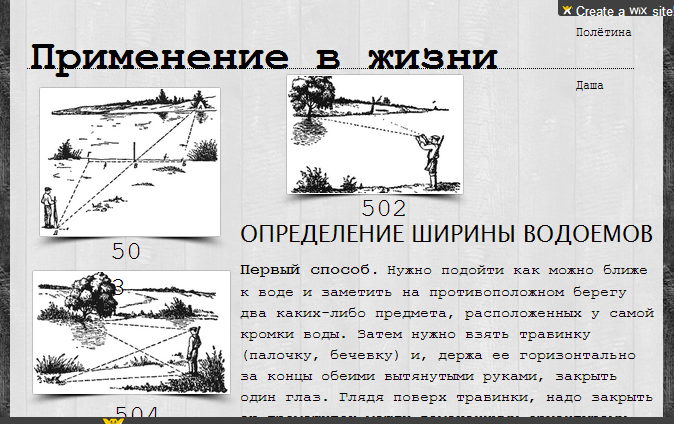 Create a WiX site!
Полётина
Применение в жизни
Даша
502
50
3
504
ОПРЕДЕЛЕНИЕ ШИРИНЫ ВОДОЕМОВ
Первый способ. Нужно подойти как можно ближе
к воде и заметить на противоположном берегу
два каких-либо предмета, расположенных у самой
кромки воды. Затем нужно взять травинку
(палочку, бечевку) и, держа ее горизонтально
за концы обеими вытянутыми руками, закрыть
один глаз. Глядя поверх травинки, надо закрыть